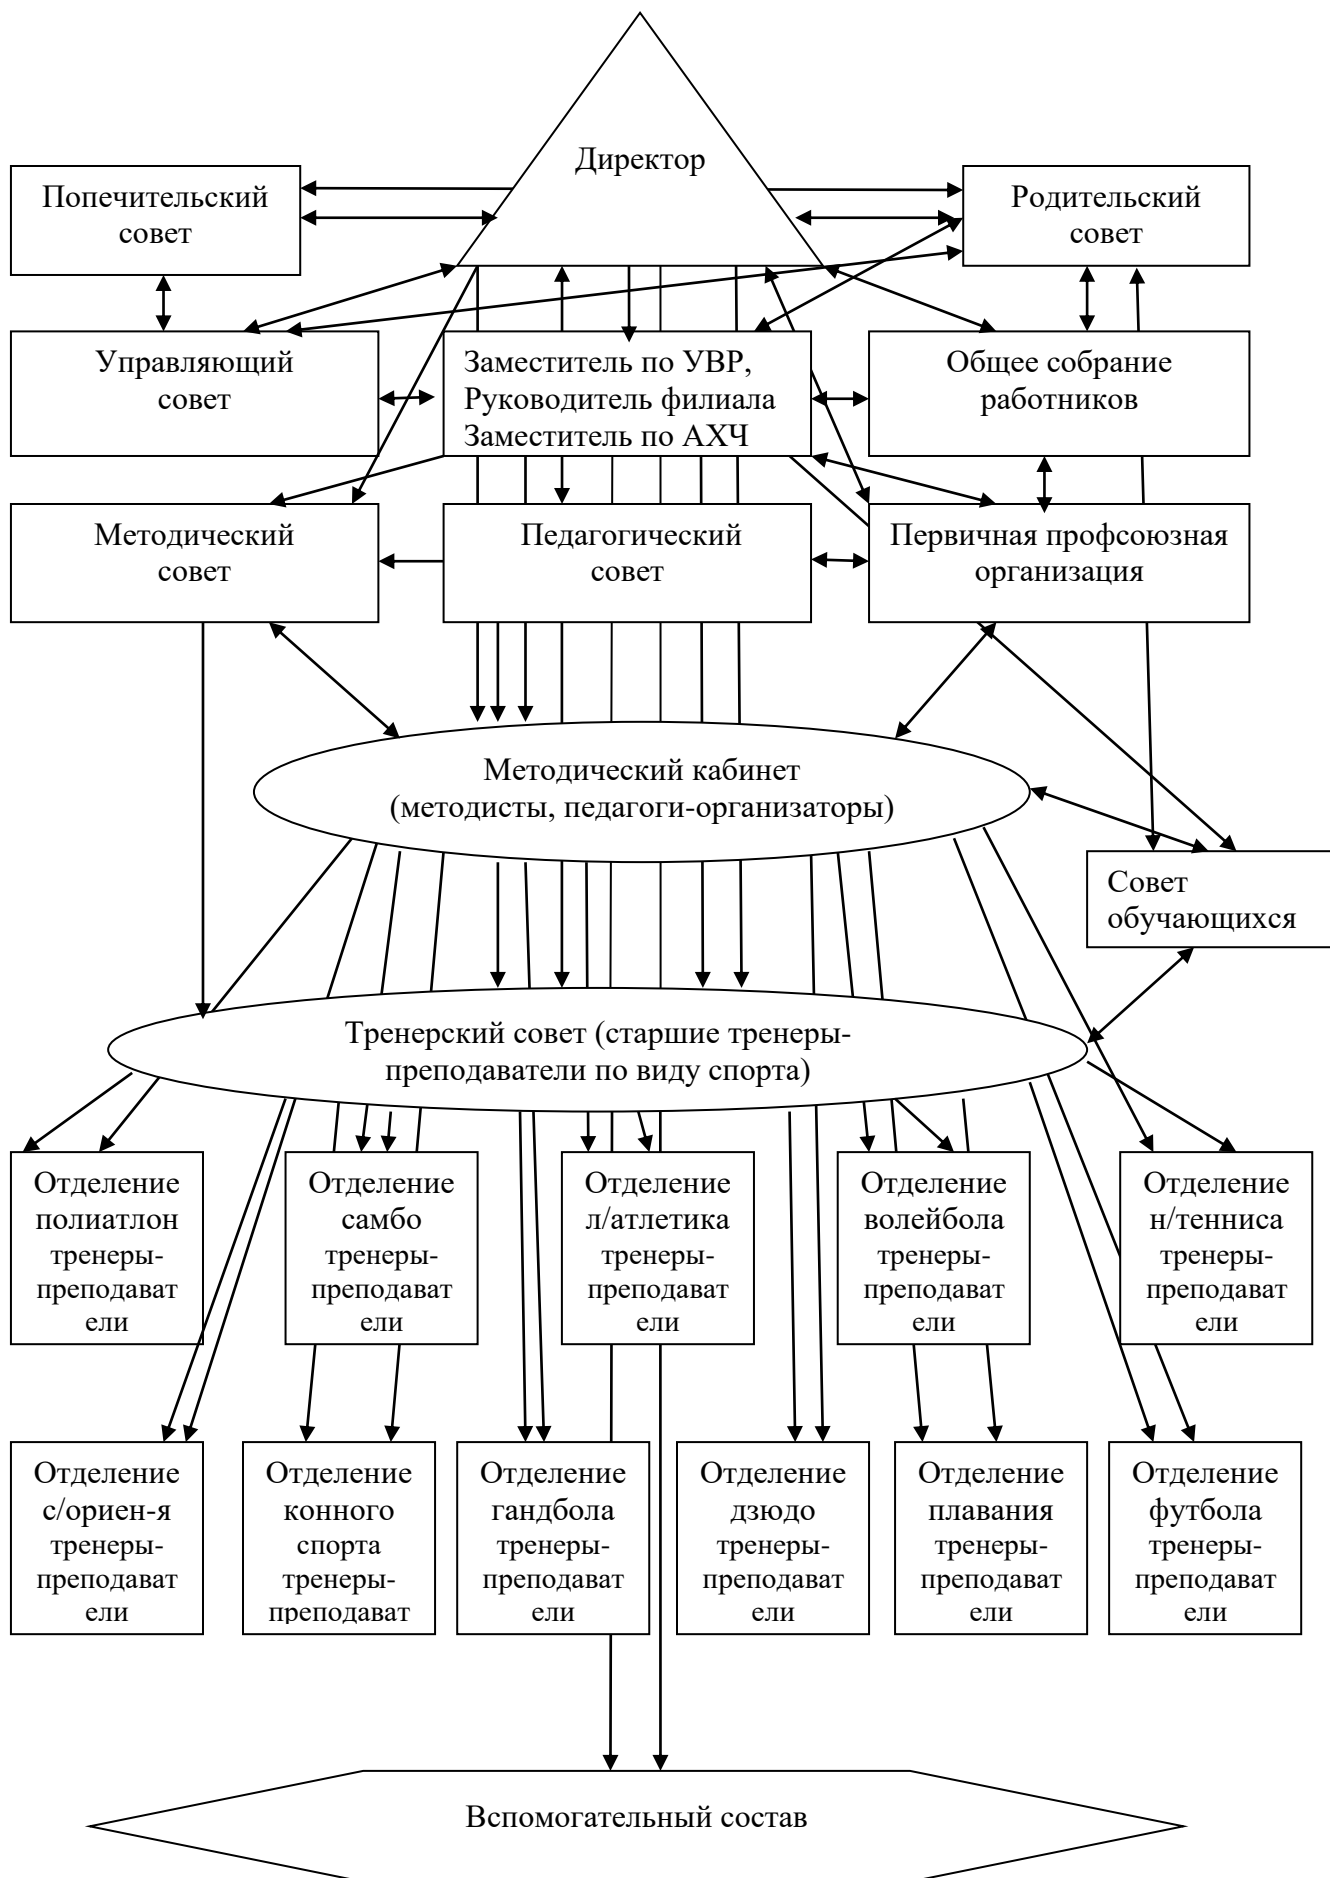 Директор
Попечительский
совет
Родительский
совет
Управляющий
совет
Заместитель по УВР,
Руководитель филиала
Заместитель по АХЧ
Общее собрание
работников
Методический
совет
Педагогический
совет
Первичная профсоюзная
организация
Методический кабинет
(методисты, педагоги-организаторы)
Совет
обучающихся
Тренерский совет (старшие тренеры-
преподаватели по виду спорта)
Отделение
полиатлон
тренеры-
преподават
ели
Отделение
самбо
тренеры-
преподават
ели
Отделение
л/атлетика
тренеры-
преподават
ели
Отделение
волейбола
тренеры-
преподават
ели
Отделение
н/тенниса
тренеры-
преподават
ели
Отделение
с/ориен-я
тренеры-
преподават
ели
Отделение
конного
спорта
тренеры-
преподават
Отделение
гандбола
тренеры-
преподават
ели
Отделение
дзюдо
тренеры-
преподават
ели
Отделение
плавания
тренеры-
преподават
ели
Отделение
футбола
тренеры-
преподават
ели
Вспомогательный состав